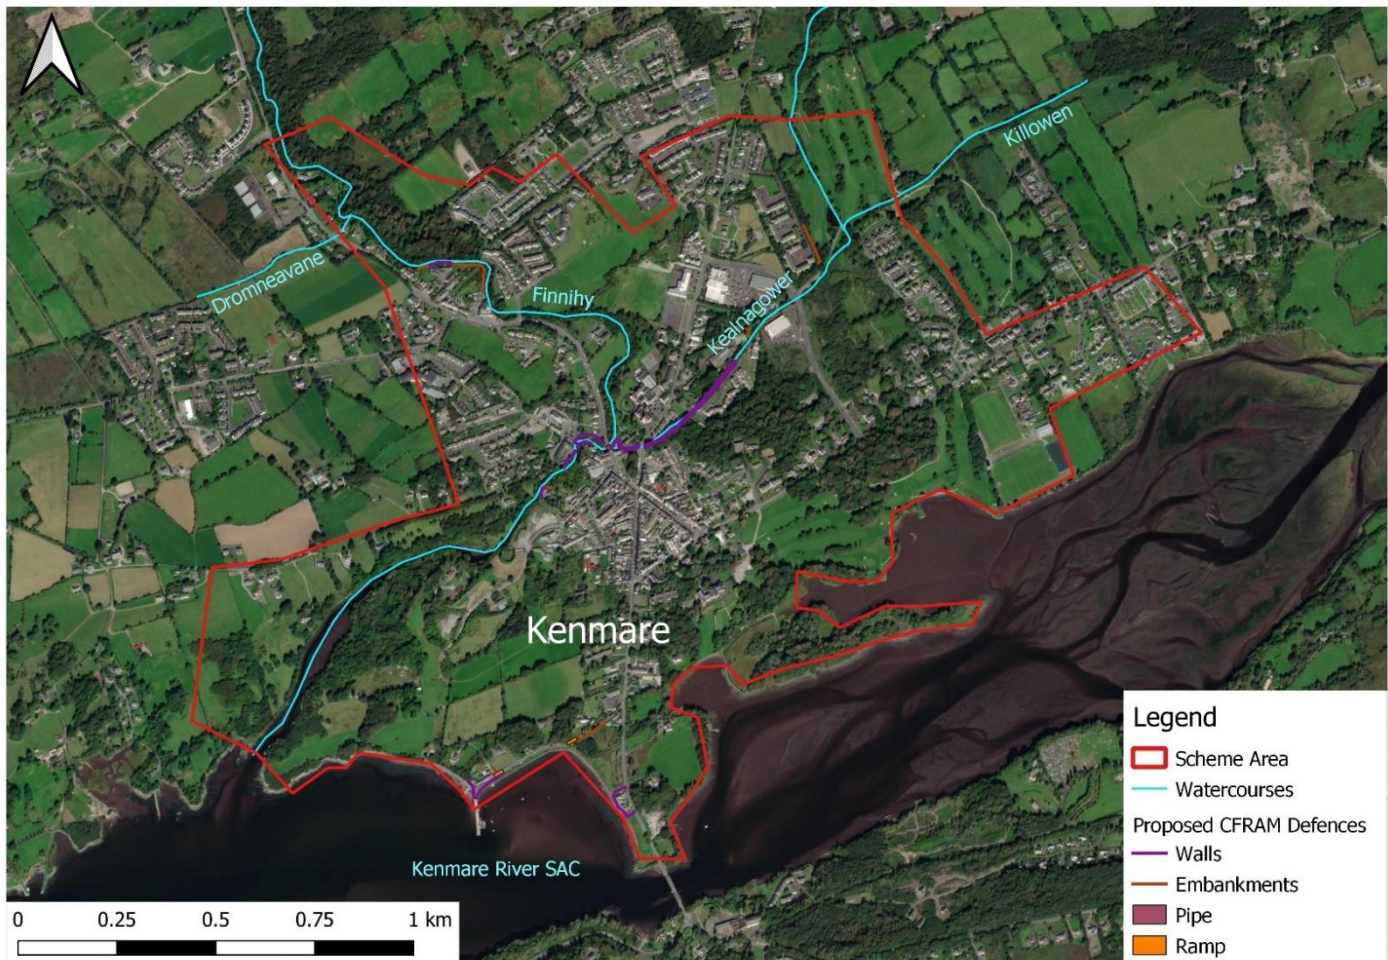 Killowen
Dromneavane
Finnihy
Kealnagower
Kenmare
Kenmare River SAC
Legend
Scheme Area
Watercourses
Proposed CFRAM Defences
Walls
Embankments
Pipe
Ramp
0 0.25 0.5 0.75 1 km